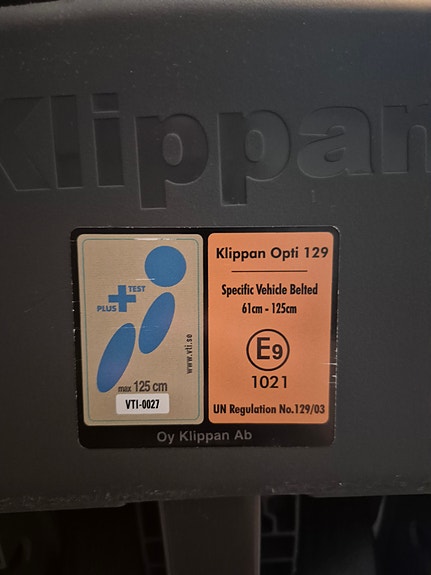 Klippan
PLUS TEST
www.vti.se
max 125 cm
VTI-0027
Klippan Opti 129
Specific Vehicle Belted
61cm - 125cm
E9
1021
UN Regulation No.129/03
Oy Klippan Ab